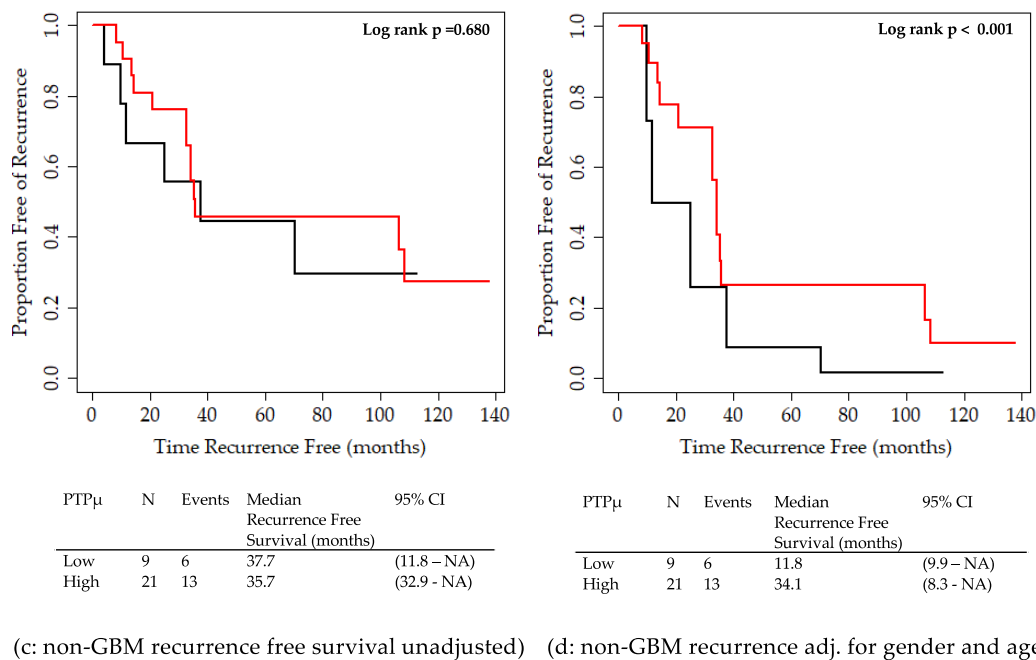 Log rank p =0.680
Proportion Free of Recurrence
1.0
0.8
0.6
0.4
0.2
0.0
0 20 40 60 80 100 120 140
Time Recurrence Free (months)
PTPμ N Events Median 95% CI
Recurrence Free
Survival (months)
Low 9 6 37.7 (11.8 – NA)
High 21 13 35.7 (32.9 - NA)
(c: non-GBM recurrence free survival unadjusted)
Log rank p < 0.001
Proportion Free of Recurrence
1.0
0.8
0.6
0.4
0.2
0.0
0 20 40 60 80 100 120 140
Time Recurrence Free (months)
PTPμ N Events Median 95% CI
Recurrence Free
Survival (months)
Low 9 6 11.8 (9.9 – NA)
High 21 13 34.1 (8.3 - NA)
(d: non-GBM recurrence adj. for gender and age